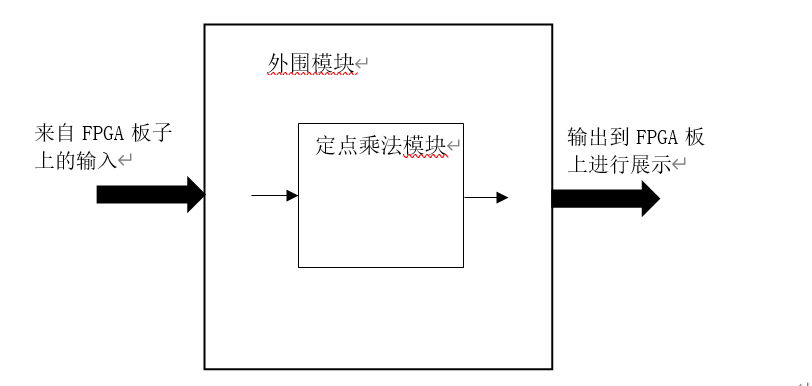 外围模块
来自 FPGA 板子
上的输入
定点乘法模块
输出到 FPGA 板
上进行展示